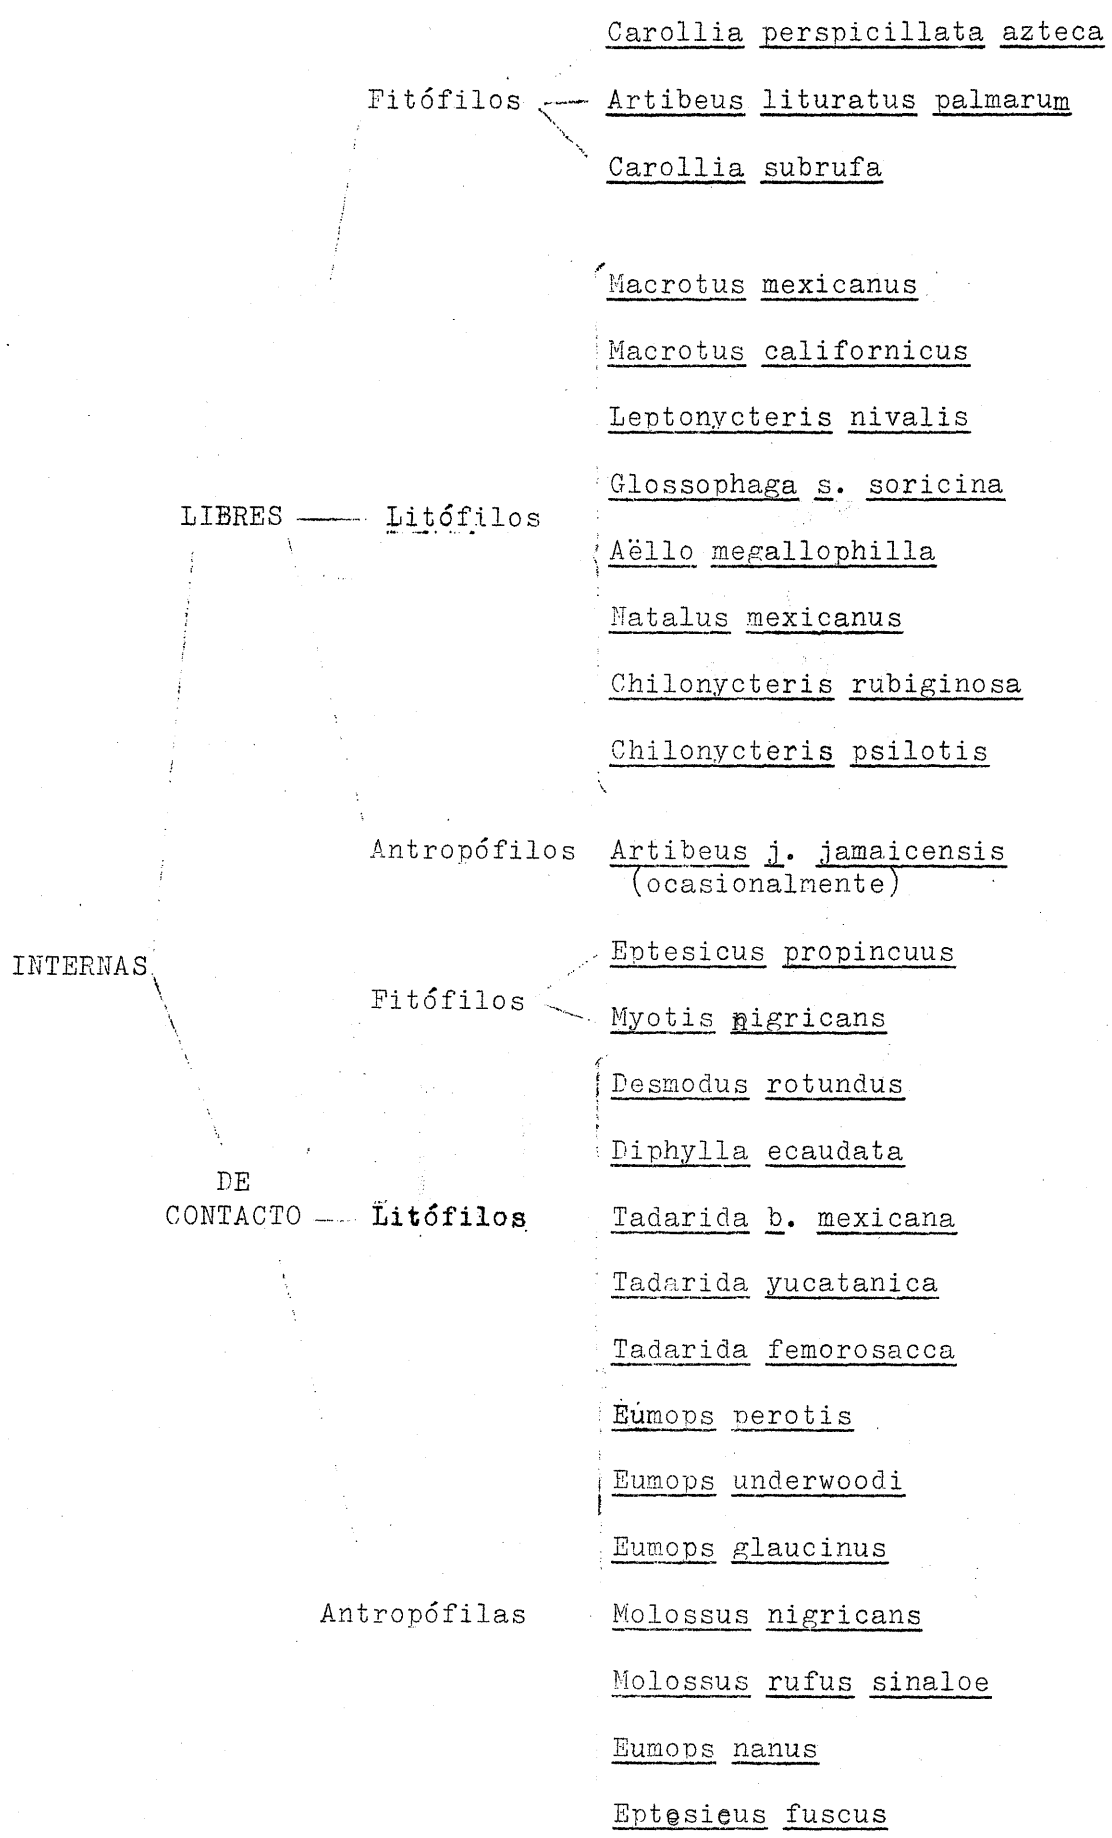 Carollia perspicillata azteca
Fitófilos
Artibeus lituratus palmarum
Carollia subrufa
Macrotus mexicanus
Macrotus californicus
Leptonycteris nivalis
Glossophaga s. soricina
LIBRES
Litófilos
Aëllo megallophilla
Natalus mexicanus
Chilonycteris rubiginosa
Chilonycteris psilotis
Antropófilos
Artibeus j. jamaicensis
(ocasionalmente)
INTERNAS
Eptesicus propincuus
Fitófilos
Myotis nigricans
Desmodus rotundus
Diphylla ecaudata
DE
CONTACTO
Litófilos
Tadarida b. mexicana
Tadarida yucatanica
Tadarida femorosacca
Eumops perotis
Eumops underwoodi
Eumops glaucinus
Antropófilas
Molossus nigricans
Molossus rufus sinaloe
Eumops nanus
Eptesicus fuscus